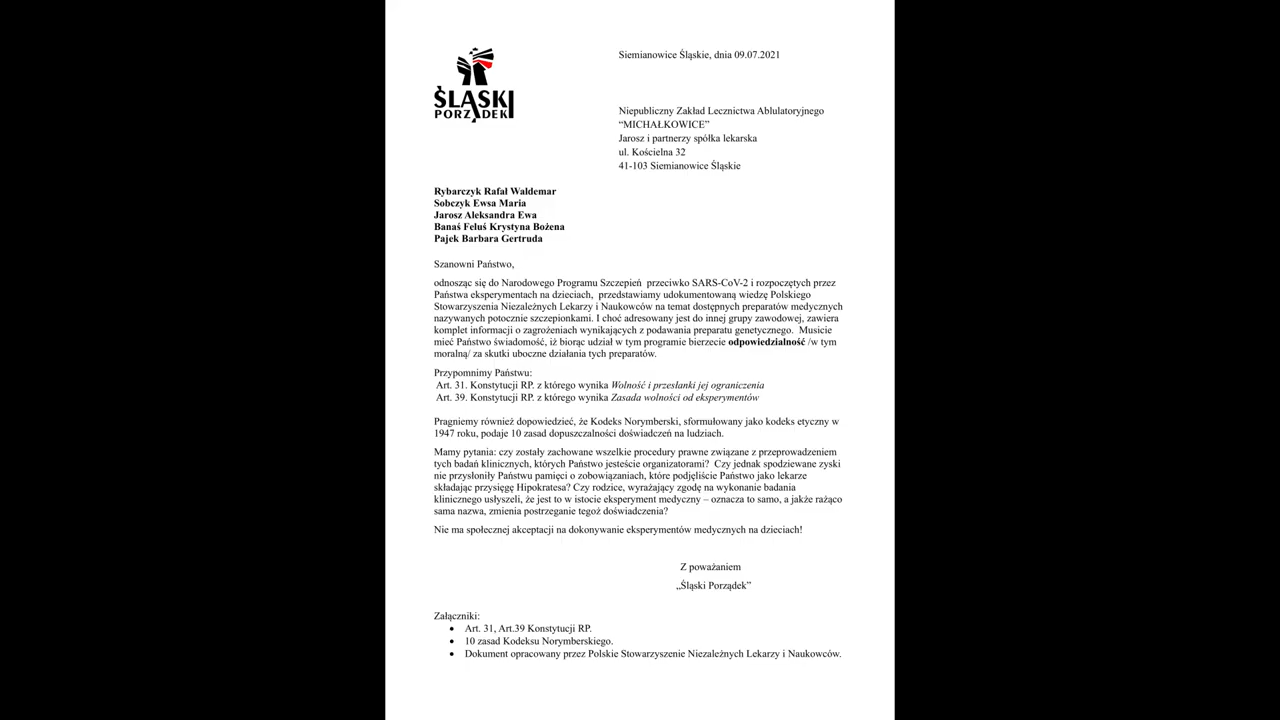 ŚLĄSKI
PORZĄDEK
Siemianowice Śląskie, dnia 09.07.2021
Niepubliczny Zakład Lecznictwa Ablulatoryjnego
“MICHAŁKOWICE”
Jarosz i partnerzy spółka lekarska
ul. Kościelna 32
41-103 Siemianowice Śląskie
Rybarczyk Rafał Waldemar
Sobczyk Ewsa Maria
Jarosz Aleksandra Ewa
Banaś Feluś Krystyna Bożena
Pajek Barbara Gertruda
Szanowni Państwo,
odnosząc się do Narodowego Programu Szczepień przeciwko SARS-CoV-2 i rozpoczętych przez
Państwa eksperymentach na dzieciach, przedstawiamy udokumentowaną wiedzę Polskiego
Stowarzyszenia Niezależnych Lekarzy i Naukowców na temat dostępnych preparatów medycznych
nazywanych potocznie szczepionkami. I choć adresowany jest do innej grupy zawodowej, zawiera
komplet informacji o zagrożeniach wynikających z podawania preparatu genetycznego. Musicie
mieć Państwo świadomość, iż biorąc udział w tym programie bierzecie odpowiedzialność /w tym
moralną/ za skutki uboczne działania tych preparatów.
Przypomnimy Państwu:
Art. 31. Konstytucji RP. z którego wynika Wolność i przesłanki jej ograniczenia
Art. 39. Konstytucji RP. z którego wynika Zasada wolności od eksperymentów
Pragniemy również dopowiedzieć, że Kodeks Norymberski, sformułowany jako kodeks etyczny w
1947 roku, podaje 10 zasad dopuszczalności doświadczeń na ludziach.
Mamy pytania: czy zostały zachowane wszelkie procedury prawne związane z przeprowadzeniem
tych badań klinicznych, których Państwo jesteście organizatorami? Czy jednak spodziewane zyski
nie przysłoniły Państwu pamięci o zobowiązaniach, które podjęliście Państwo jako lekarze
składając przysięgę Hipokratesa? Czy rodzice, wyrażający zgodę na wykonanie badania
klinicznego usłyszeli, że jest to w istocie eksperyment medyczny – oznacza to samo, a jakże rażąco
sama nazwa, zmienia postrzeganie tegoż doświadczenia?
Nie ma społecznej akceptacji na dokonywanie eksperymentów medycznych na dzieciach!
Z poważaniem
„Śląski Porządek”
Załączniki:
• Art. 31, Art.39 Konstytucji RP.
• 10 zasad Kodeksu Norymberskiego.
• Dokument opracowany przez Polskie Stowarzyszenie Niezależnych Lekarzy i Naukowców.